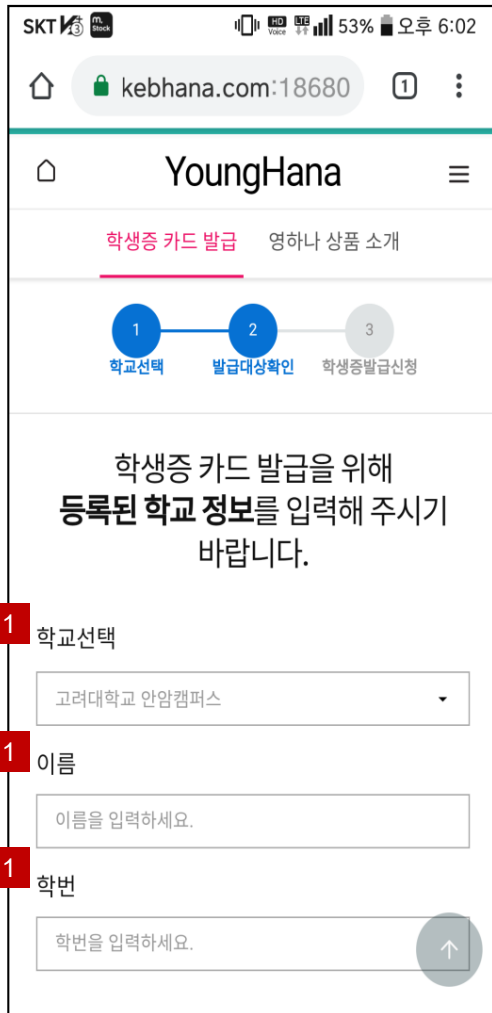 SKT m.Stock HD Voice LTE 53% 오후 6:02
kebhana.com:18680 1
YoungHana
학생증 카드 발급 영하나 상품 소개
1 2 3
학교선택 발급대상확인 학생증발급신청
학생증 카드 발급을 위해
등록된 학교 정보를 입력해 주시기
바랍니다.
1 학교선택
고려대학교 안암캠퍼스
1 이름
이름을 입력하세요.
1 학번
학번을 입력하세요.